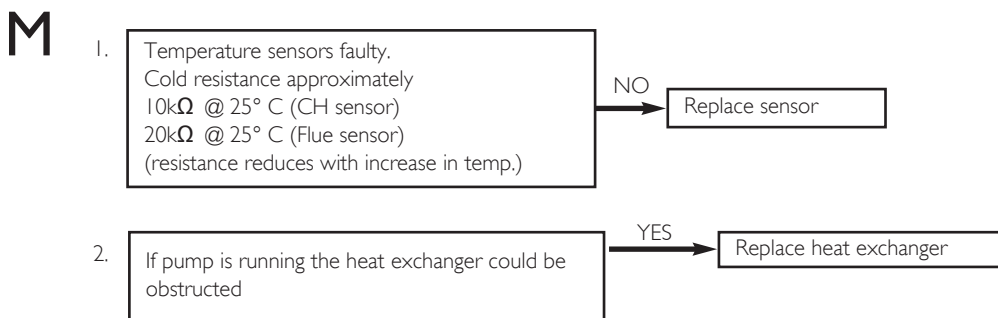 M
1. Temperature sensors faulty.
Cold resistance approximately
10kΩ @ 25° C (CH sensor)
20kΩ @ 25° C (Flue sensor)
(resistance reduces with increase in temp.)
NO
Replace sensor
2. If pump is running the heat exchanger could be
obstructed
YES
Replace heat exchanger